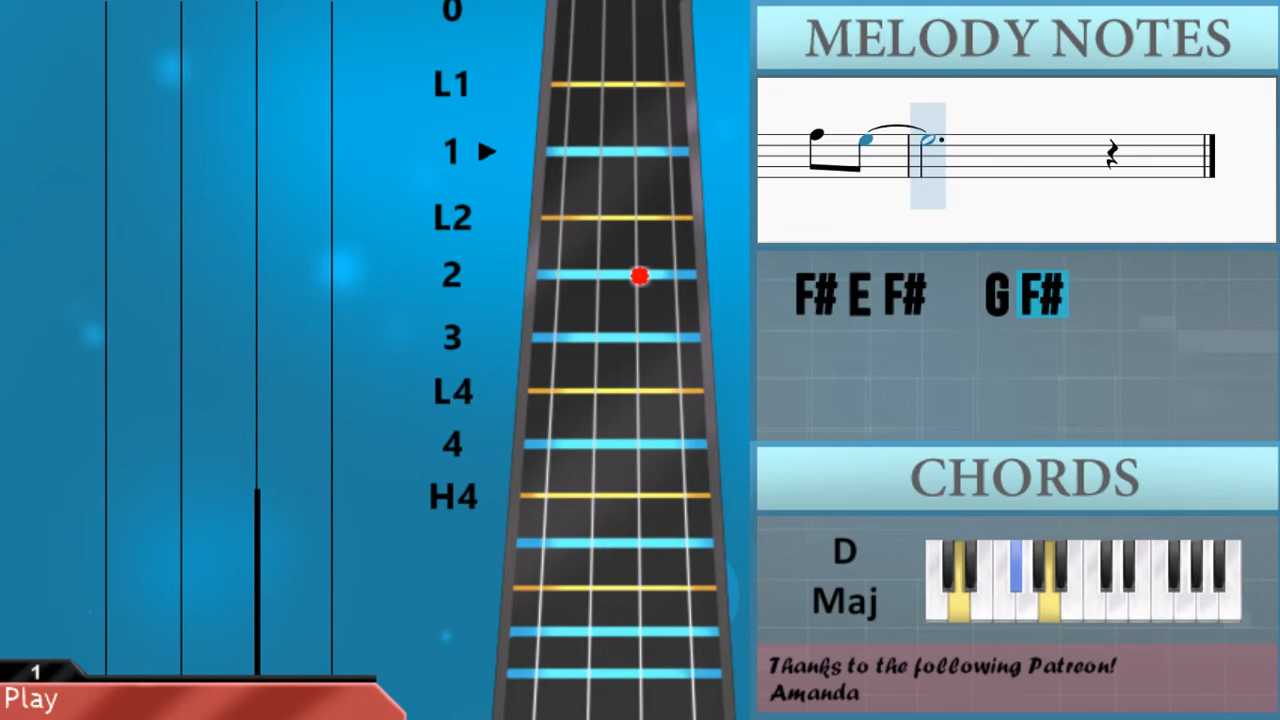 0
L1
1
L2
2
3
L4
4
H4
1
Play
MELODY NOTES
F# E F# G F#
CHORDS
D
Maj
Thanks to the following Patreon!
Amanda